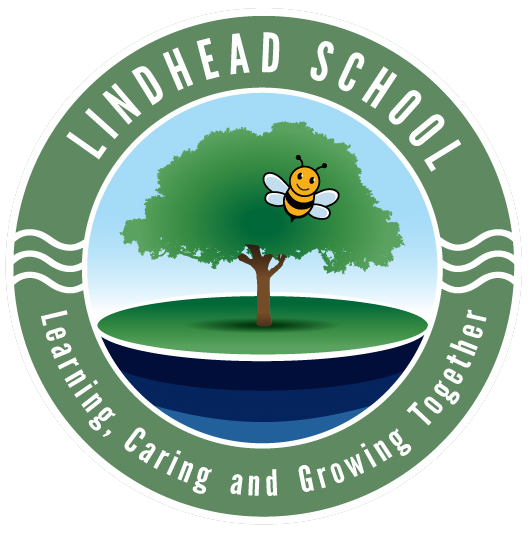 LINDHEAD SCHOOL
Learning, Caring and Growing Together